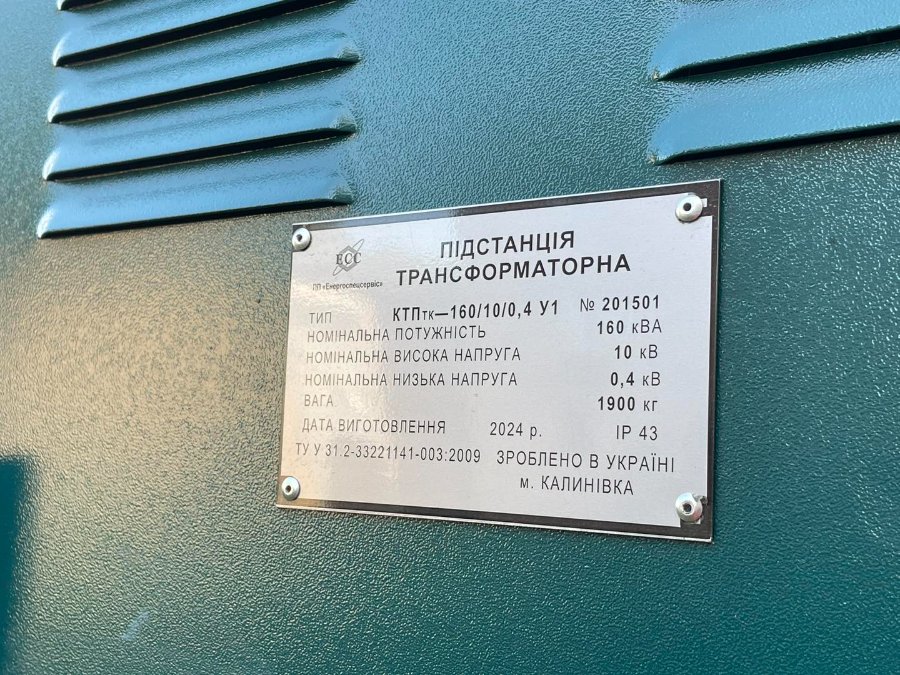 ЕСС
ПП «Енергоспецсервіс»
ПІДСТАНЦІЯ
ТРАНСФОРМАТОРНА
ТИП КТПтк—160/10/0,4 У1 № 201501
НОМІНАЛЬНА ПОТУЖНІСТЬ 160 кВА
НОМІНАЛЬНА ВИСОКА НАПРУГА 10 кВ
НОМІНАЛЬНА НИЗЬКА НАПРУГА 0,4 кВ
ВАГА 1900 кг
ДАТА ВИГОТОВЛЕННЯ 2024 р. IP 43
ТУ У 31.2-33221141-003:2009 ЗРОБЛЕНО В УКРАЇНІ
м. КАЛИНІВКА